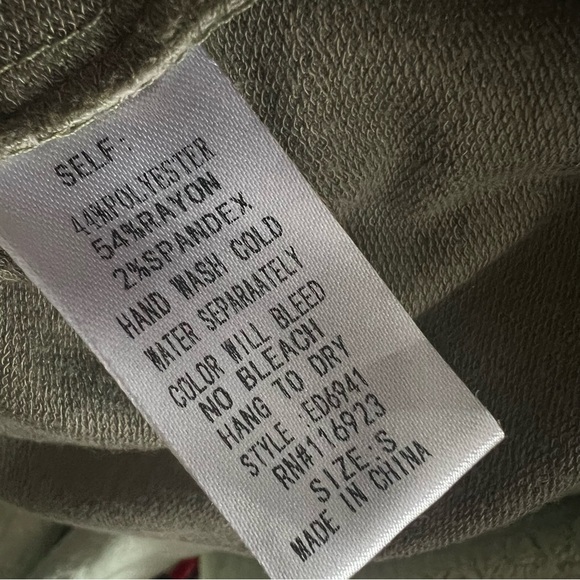 SELF:
44%POLYESTER
54%RAYON
2%SPANDEX
HAND WASH COLD
WATER SEPARAATELY
COLOR WILL BLEED
NO BLEACH
HANG TO DRY
STYLE :ED6941
RN#116923
SIZE:S
MADE IN CHINA